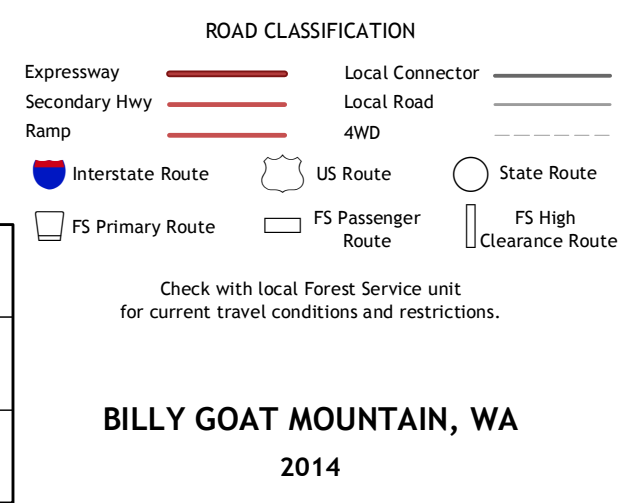 ROAD CLASSIFICATION
Expressway
Local Connector
Secondary Hwy
Local Road
Ramp
4WD
Interstate Route
US Route
State Route
FS Primary Route
FS Passenger
Route
FS High
Clearance Route
Check with local Forest Service unit
for current travel conditions and restrictions.
BILLY GOAT MOUNTAIN, WA
2014